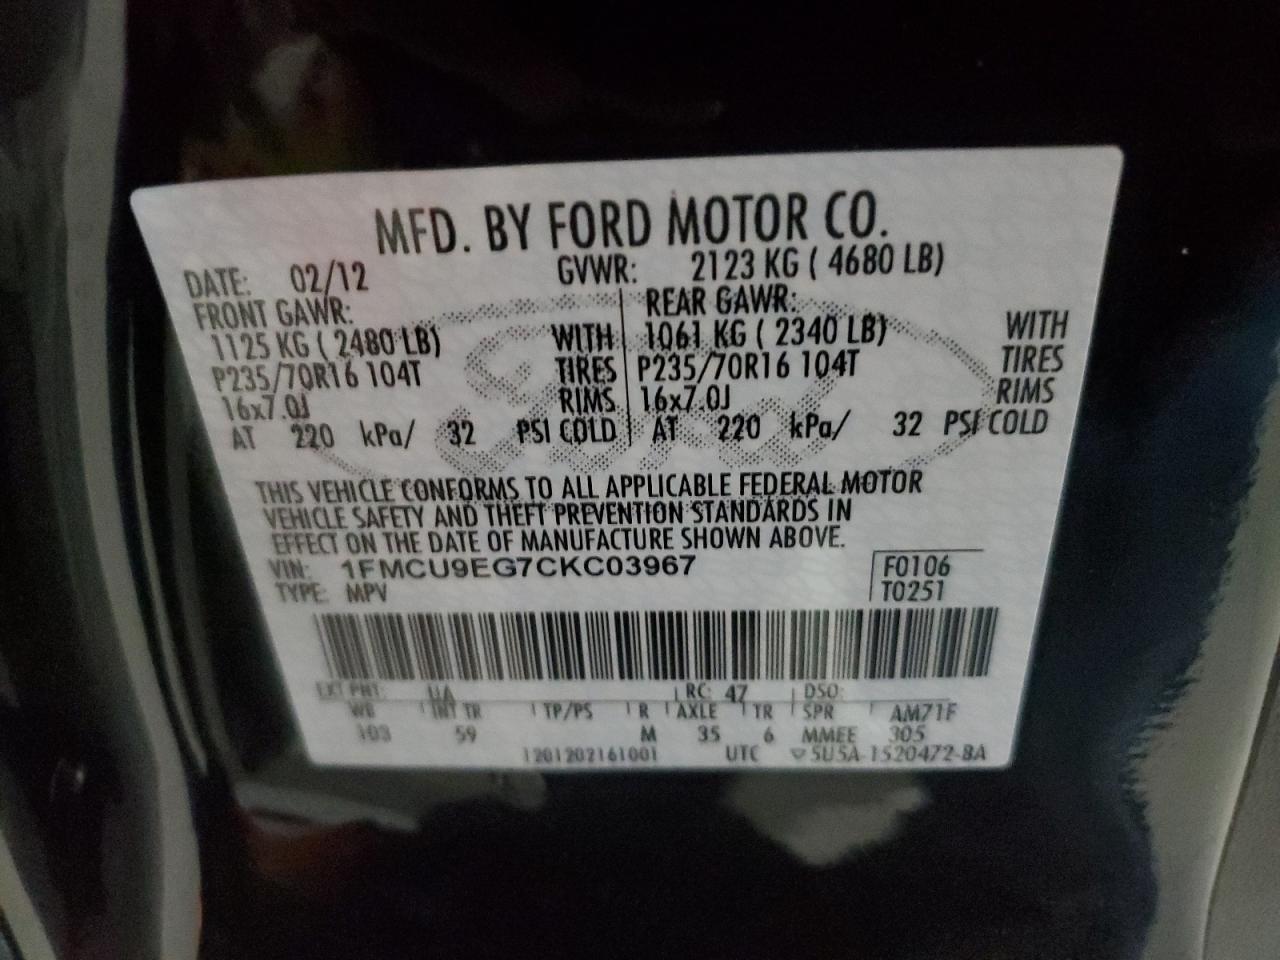 MFD. BY FORD MOTOR CO.
DATE: 02/12 GVWR: 2123 KG ( 4680 LB)
FRONT GAWR: REAR GAWR:
1125 KG ( 2480 LB) WITH 1061 KG ( 2340 LB) WITH
P235/70R16 104T TIRES P235/70R16 104T TIRES
16x7.0J RIMS 16x7.0J RIMS
AT 220 kPa/ 32 PSI COLD AT 220 kPa/ 32 PSI COLD
THIS VEHICLE CONFORMS TO ALL APPLICABLE FEDERAL MOTOR
VEHICLE SAFETY AND THEFT PREVENTION STANDARDS IN
EFFECT ON THE DATE OF MANUFACTURE SHOWN ABOVE.
VIN: 1FMCU9EG7CKC03967 F0106
TYPE: MPV T0251
EXT PNT: UA RC: 47 DSO:
WB INT TR TP/PS R AXLE TR SPR AM71F
103 59 M 35 6 MMEE 305
1201202161001 UTC 5U5A-1520472-BA